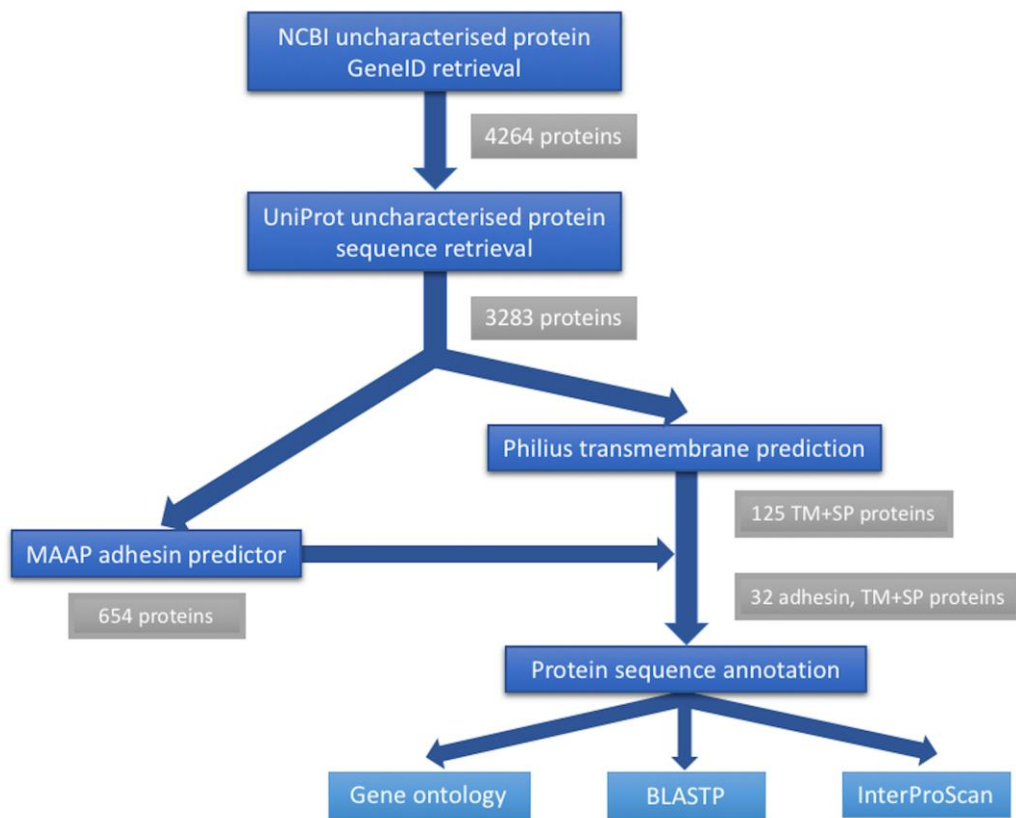 NCBI uncharacterised protein
GeneID retrieval
4264 proteins
UniProt uncharacterised protein
sequence retrieval
3283 proteins
Philius transmembrane prediction
125 TM+SP proteins
MAAP adhesin predictor
654 proteins
32 adhesin, TM+SP proteins
Protein sequence annotation
Gene ontology
BLASTP
InterProScan